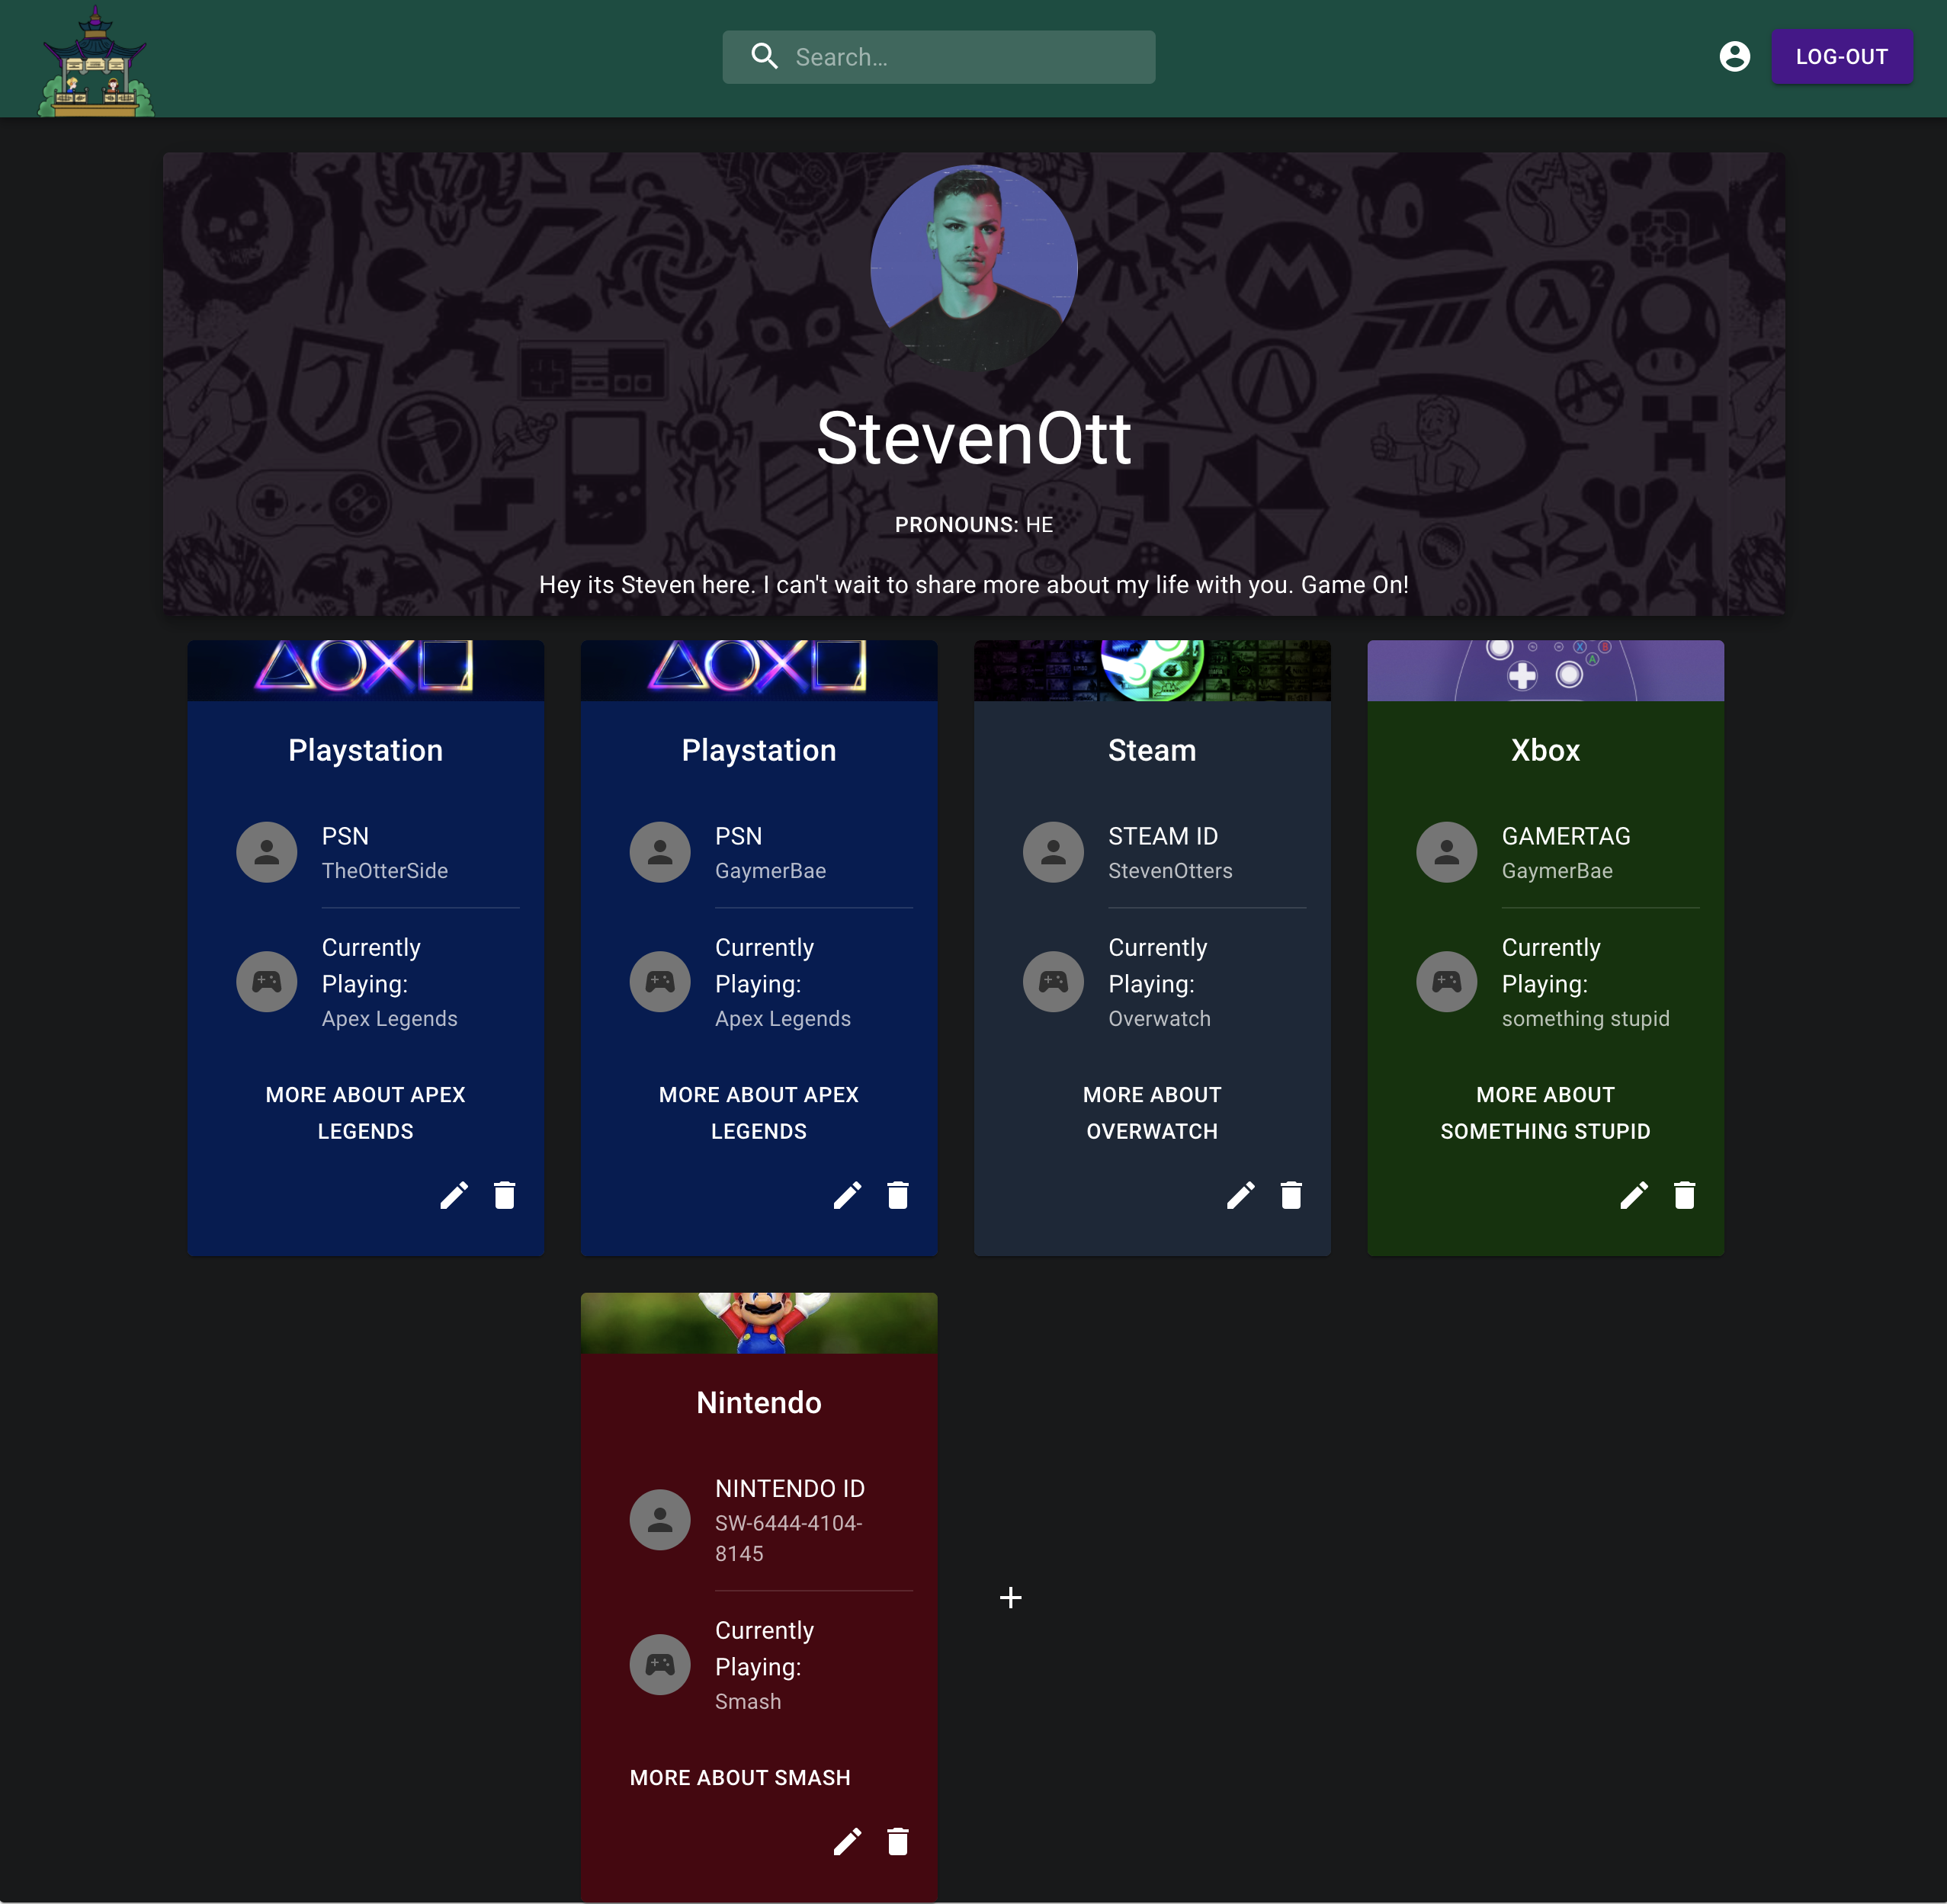 Search...
LOG-OUT
StevenOtt
PRONOUNS: HE
Hey its Steven here. I can't wait to share more about my life with you. Game On!
Playstation
PSN
TheOtterSide
Currently
Playing:
Apex Legends
MORE ABOUT APEX
LEGENDS
Playstation
PSN
GaymerBae
Currently
Playing:
Apex Legends
MORE ABOUT APEX
LEGENDS
Steam
STEAM ID
StevenOtters
Currently
Playing:
Overwatch
MORE ABOUT
OVERWATCH
X
B
A
Xbox
GAMERTAG
GaymerBae
Currently
Playing:
something stupid
MORE ABOUT
SOMETHING STUPID
Nintendo
NINTENDO ID
SW-6444-4104-
8145
Currently
Playing:
Smash
MORE ABOUT SMASH